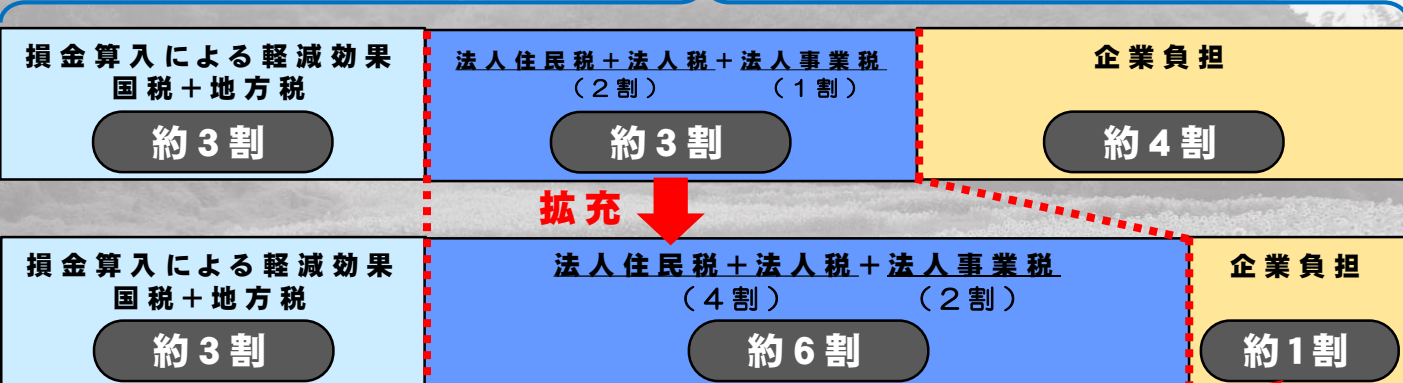 損金算入による軽減効果
国税＋地方税
約3割
法人住民税＋法人税＋法人事業税
（2割）　（1割）
約3割
企業負担
約4割
拡充
損金算入による軽減効果
国税＋地方税
約3割
法人住民税＋法人税＋法人事業税
（4割）　（2割）
約6割
企業負担
約1割